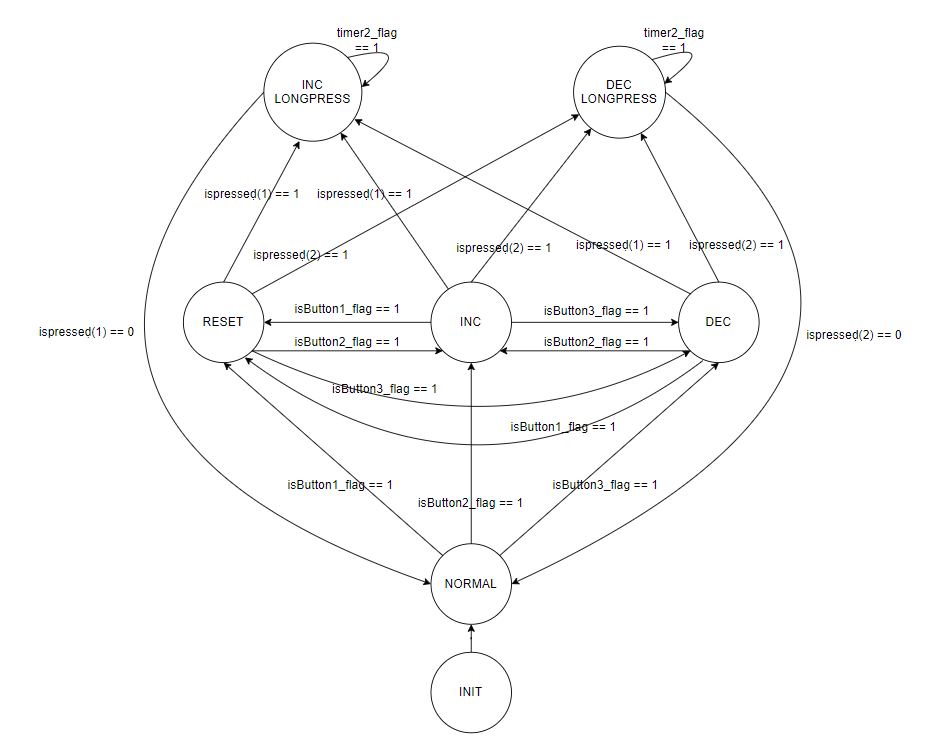 timer2_flag
== 1
timer2_flag
== 1
INC
LONGPRESS
DEC
LONGPRESS
ispressed(1) == 1
ispressed(1) == 1
ispressed(2) == 1
ispressed(2) == 1
ispressed(1) == 1
ispressed(2) == 1
isButton1_flag == 1
isButton3_flag == 1
RESET
INC
DEC
ispressed(1) == 0
ispressed(2) == 0
isButton2_flag == 1
isButton2_flag == 1
isButton3_flag == 1
isButton1_flag == 1
isButton1_flag == 1
isButton3_flag == 1
isButton2_flag == 1
NORMAL
INIT